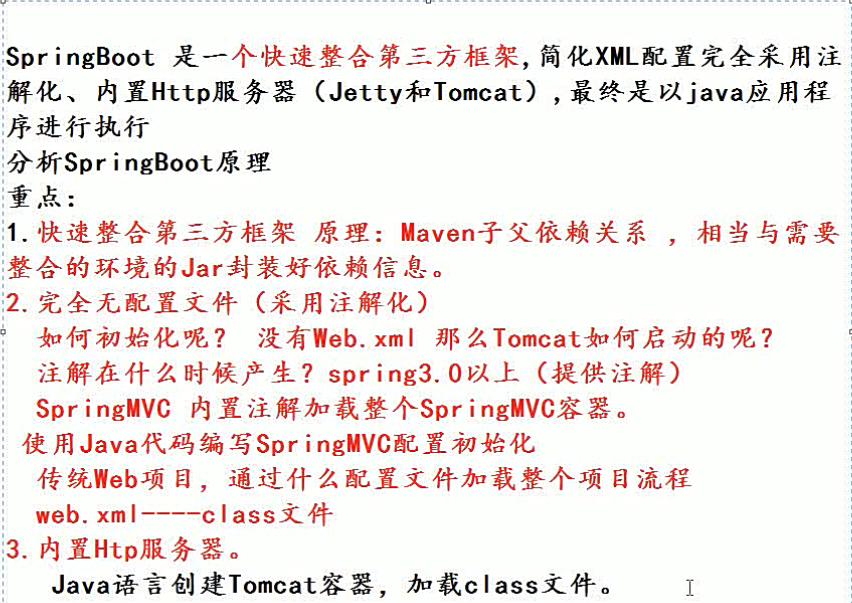 SpringBoot 是一个快速整合第三方框架,简化XML配置完全采用注
解化、内置Http服务器（Jetty和Tomcat）,最终是以java应用程
序进行执行
分析SpringBoot原理
重点：
1.快速整合第三方框架 原理：Maven子父依赖关系 ，相当与需要
整合的环境的Jar封装好依赖信息。
2.完全无配置文件（采用注解化）
如何初始化呢？ 没有Web.xml 那么Tomcat如何启动的呢？
注解在什么时候产生？spring3.0以上（提供注解）
SpringMVC 内置注解加载整个SpringMVC容器。
使用Java代码编写SpringMVC配置初始化
传统Web项目，通过什么配置文件加载整个项目流程
web.xml----class文件
3.内置Htp服务器。
Java语言创建Tomcat容器，加载class文件。